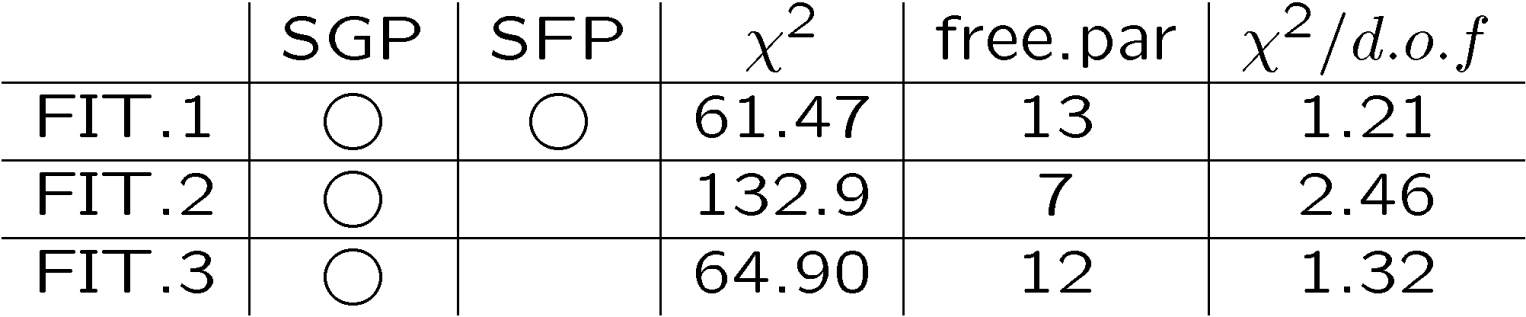 SGP SFP χ² free.par χ²/d.o.f
FIT.1 ○ ○ 61.47 13 1.21
FIT.2 ○ 132.9 7 2.46
FIT.3 ○ 64.90 12 1.32